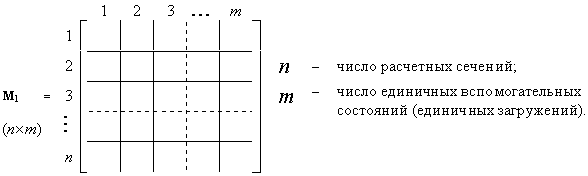 1 2 3 ... m
1
2
n – число расчетных сечений;
M₁ = 3
m – число единичных вспомогательных
состояний (единичных загружений).
⋮
(n×m)
n